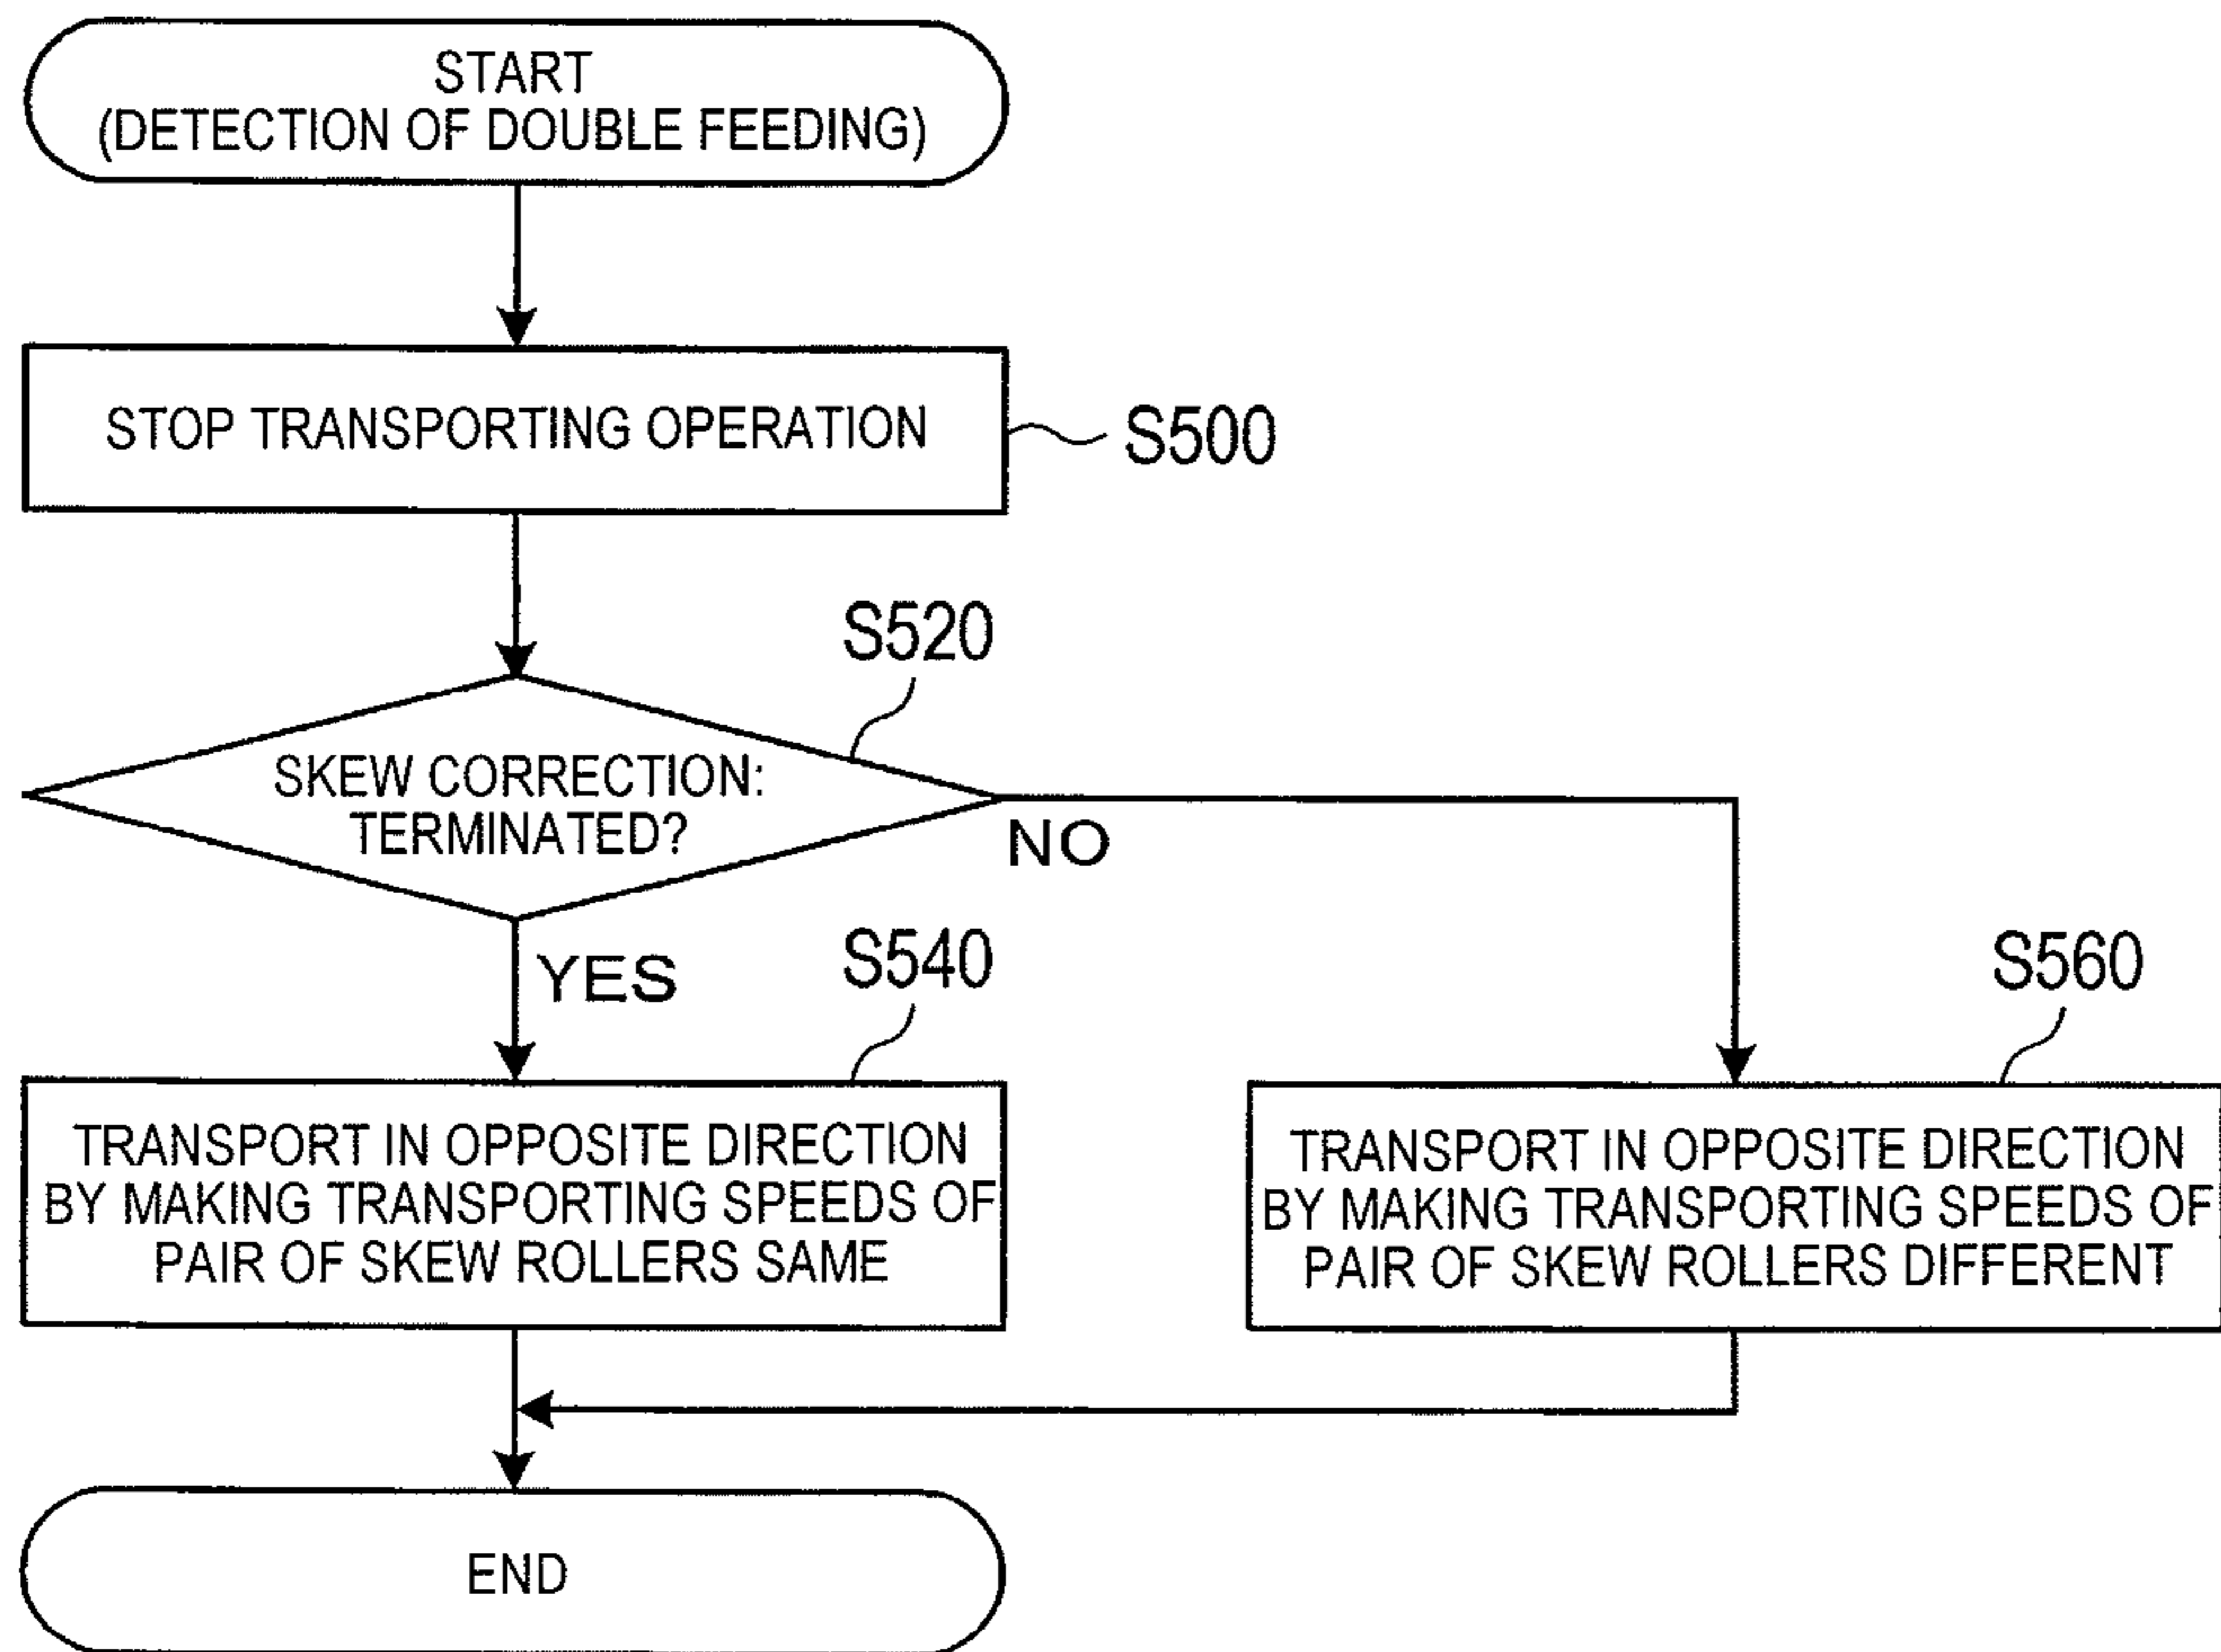 START
(DETECTION OF DOUBLE FEEDING)
STOP TRANSPORTING OPERATION
S500
S520
SKEW CORRECTION:
TERMINATED?
NO
YES
S540
S560
TRANSPORT IN OPPOSITE DIRECTION
BY MAKING TRANSPORTING SPEEDS OF
PAIR OF SKEW ROLLERS SAME
TRANSPORT IN OPPOSITE DIRECTION
BY MAKING TRANSPORTING SPEEDS OF
PAIR OF SKEW ROLLERS DIFFERENT
END